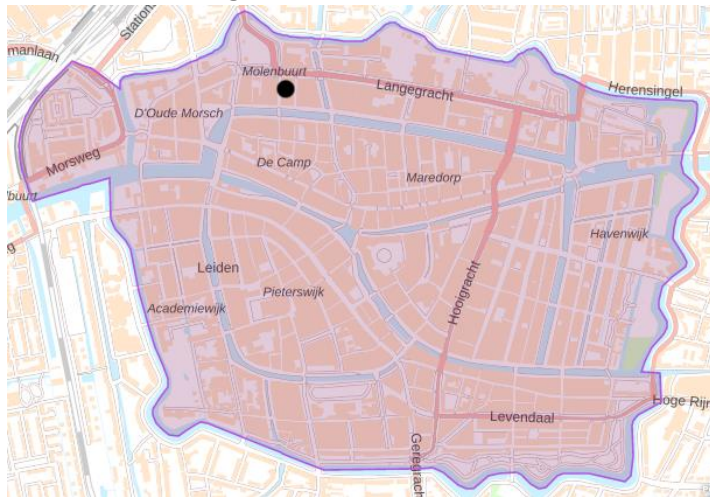 Station
manlaan
Molenbuurt
Langegracht
Herensingel
D'Oude Morsch
Morsweg
De Camp
Maredorp
lbuurt
g
Havenwijk
Leiden
Pieterswijk
Hooigracht
Academiewijk
Hoge Rijn
Levendaal
Geregracht